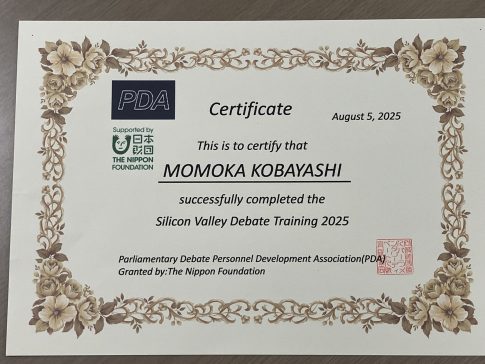 PDA
Certificate
August 5, 2025
Supported by
日本
財団
THE NIPPON
FOUNDATION
This is to certify that
MOMOKA KOBAYASHI
successfully completed the
Silicon Valley Debate Training 2025
Parliamentary Debate Personnel Development Association(PDA)
Granted by:The Nippon Foundation